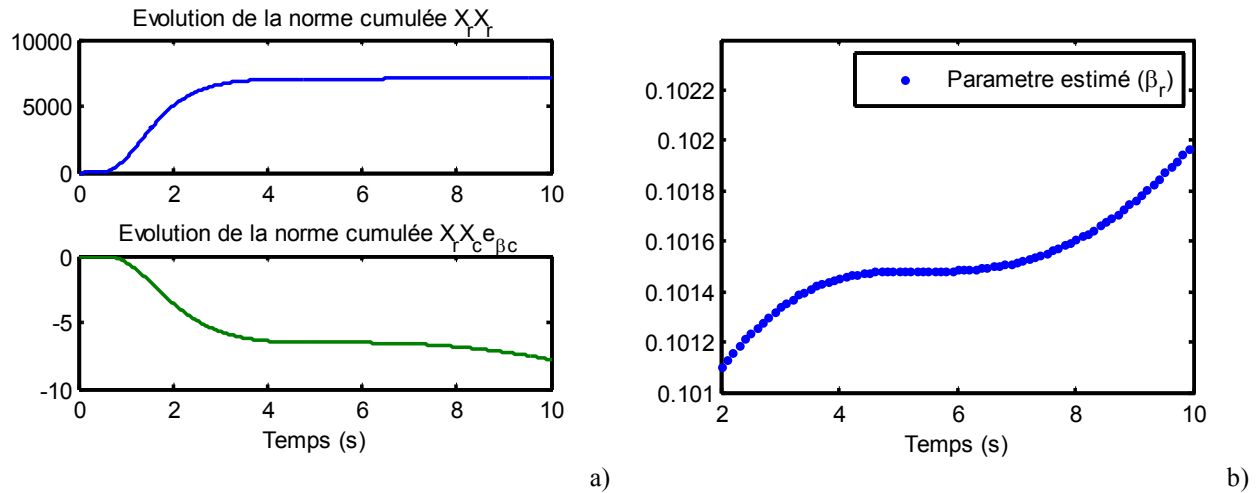 Evolution de la norme cumulée XrXr
10000
5000
0
0 2 4 6 8 10
Evolution de la norme cumulée XrXceβc
0
-5
-10
0 2 4 6 8 10
Temps (s)
a)
Parametre estimé (βr)
0.1022
0.102
0.1018
0.1016
0.1014
0.1012
0.101
2 4 6 8 10
Temps (s)
b)